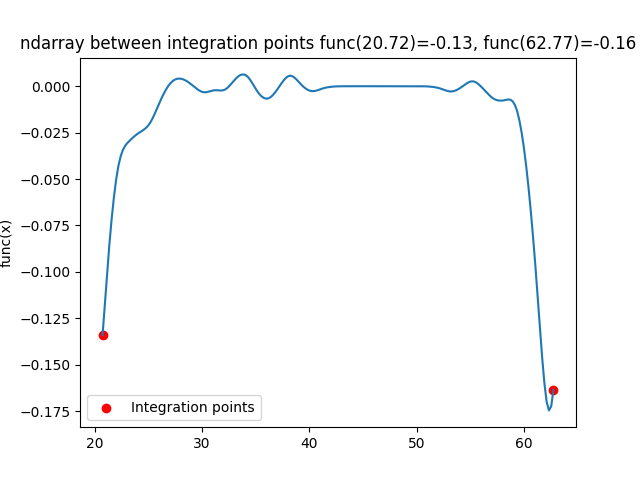 ndarray between integration points func(20.72)=-0.13, func(62.77)=-0.16
0.000
−0.025
−0.050
−0.075
−0.100
−0.125
−0.150
−0.175
func(x)
Integration points
20 30 40 50 60